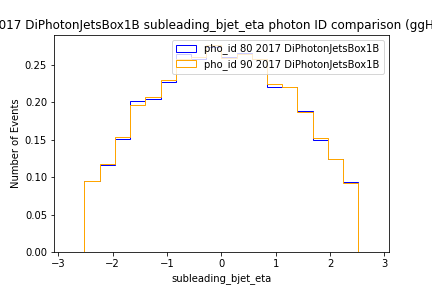 017 DiPhotonJetsBox1B subleading_bjet_eta photon ID comparison (ggH
pho_id 80 2017 DiPhotonJetsBox1B
pho_id 90 2017 DiPhotonJetsBox1B
Number of Events
0.25
0.20
0.15
0.10
0.05
0.00
−3 −2 −1 0 1 2 3
subleading_bjet_eta